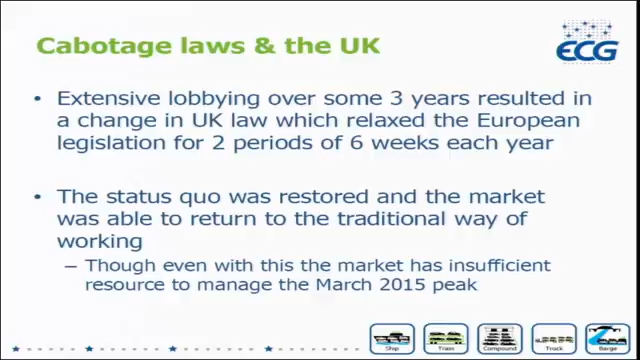 Cabotage laws & the UK
ECG
• Extensive lobbying over some 3 years resulted in
a change in UK law which relaxed the European
legislation for 2 periods of 6 weeks each year
• The status quo was restored and the market
was able to return to the traditional way of
working
– Though even with this the market has insufficient
resource to manage the March 2015 peak
Ship Train Compound Truck Barge